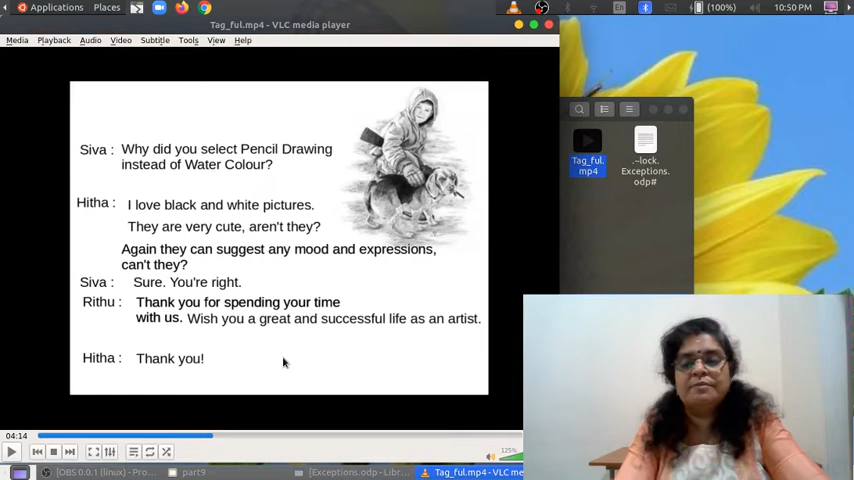 Applications Places En (100%) 10:50 PM
Tag_ful.mp4 - VLC media player
Media Playback Audio Video Subtitle Tools View Help
Siva : Why did you select Pencil Drawing
instead of Water Colour?
Hitha : I love black and white pictures.
They are very cute, aren't they?
Again they can suggest any mood and expressions,
can't they?
Siva : Sure. You're right.
Rithu : Thank you for spending your time
with us. Wish you a great and successful life as an artist.
Hitha : Thank you!
Tag_ful.
mp4
.~lock.
Exceptions.
odp#
04:14
125%
[OBS 0.0.1 (linux) - Pro... part9 [Exceptions.odp - Libr... Tag_ful.mp4 - VLC me...